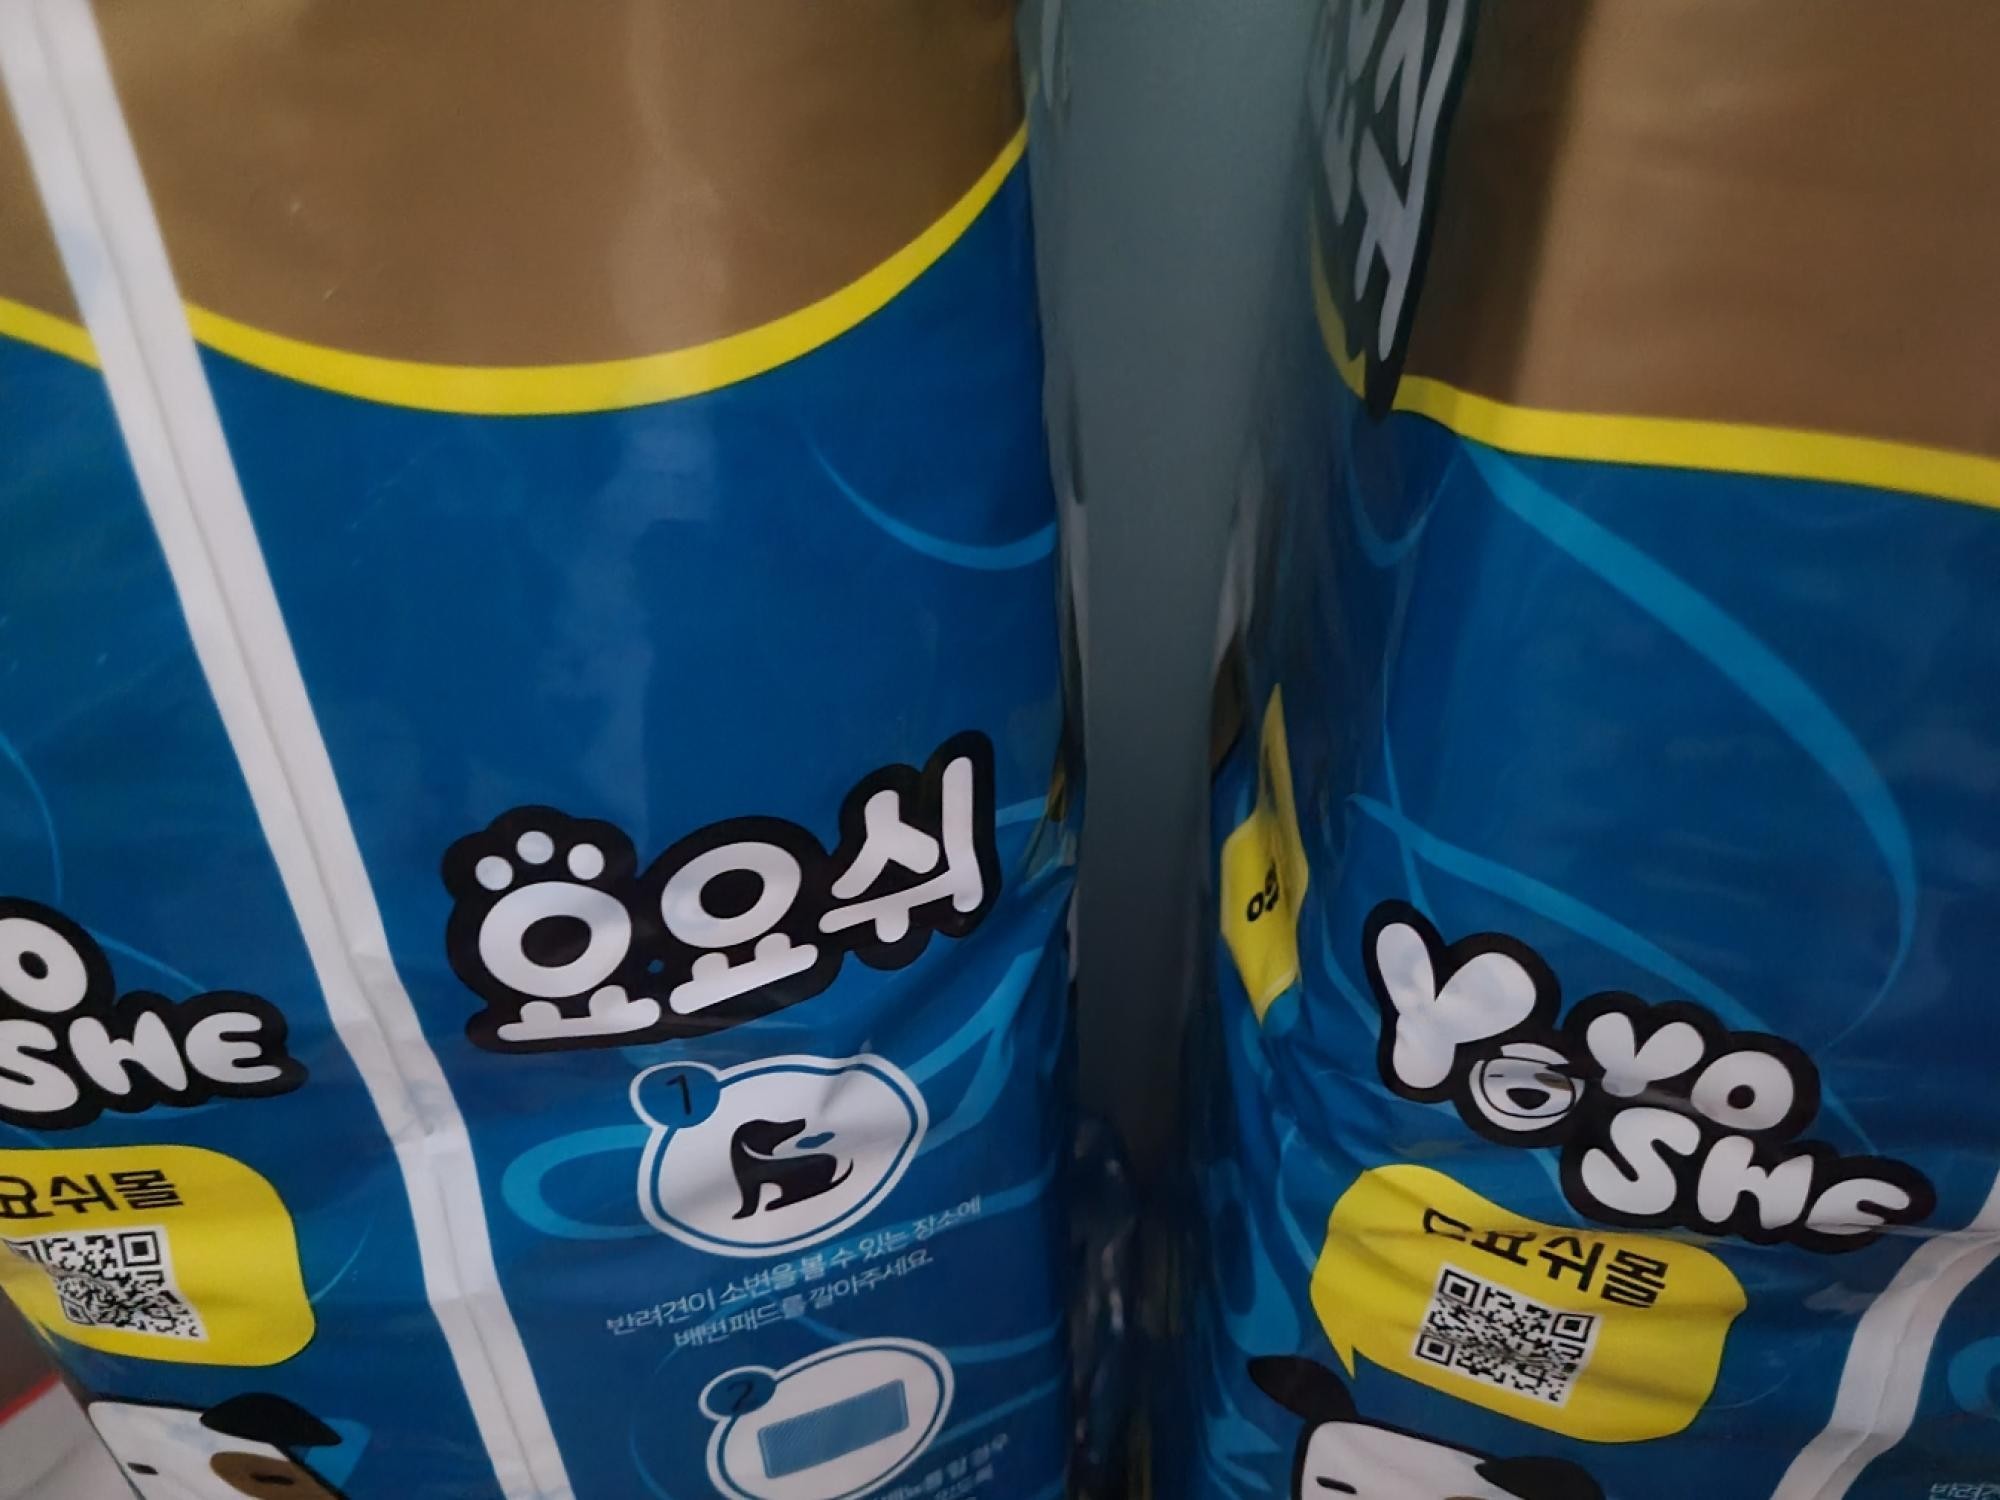 요요쉬
SHE
요쉬몰
1
반려견이 소변을 볼 수 있는 장소에
배변패드를 깔아주세요.
2
YOYO
SHE
요쉬몰